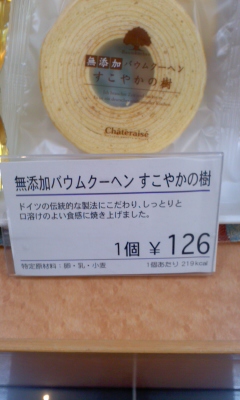 無添加バウムクーヘン
すこやかの樹
Châteraisé
無添加バウムクーヘン すこやかの樹
ドイツの伝統的な製法にこだわり、しっとりと
口溶けのよい食感に焼き上げました。
1個 ¥126
特定原材料：卵・乳・小麦 1個あたり 219kcal